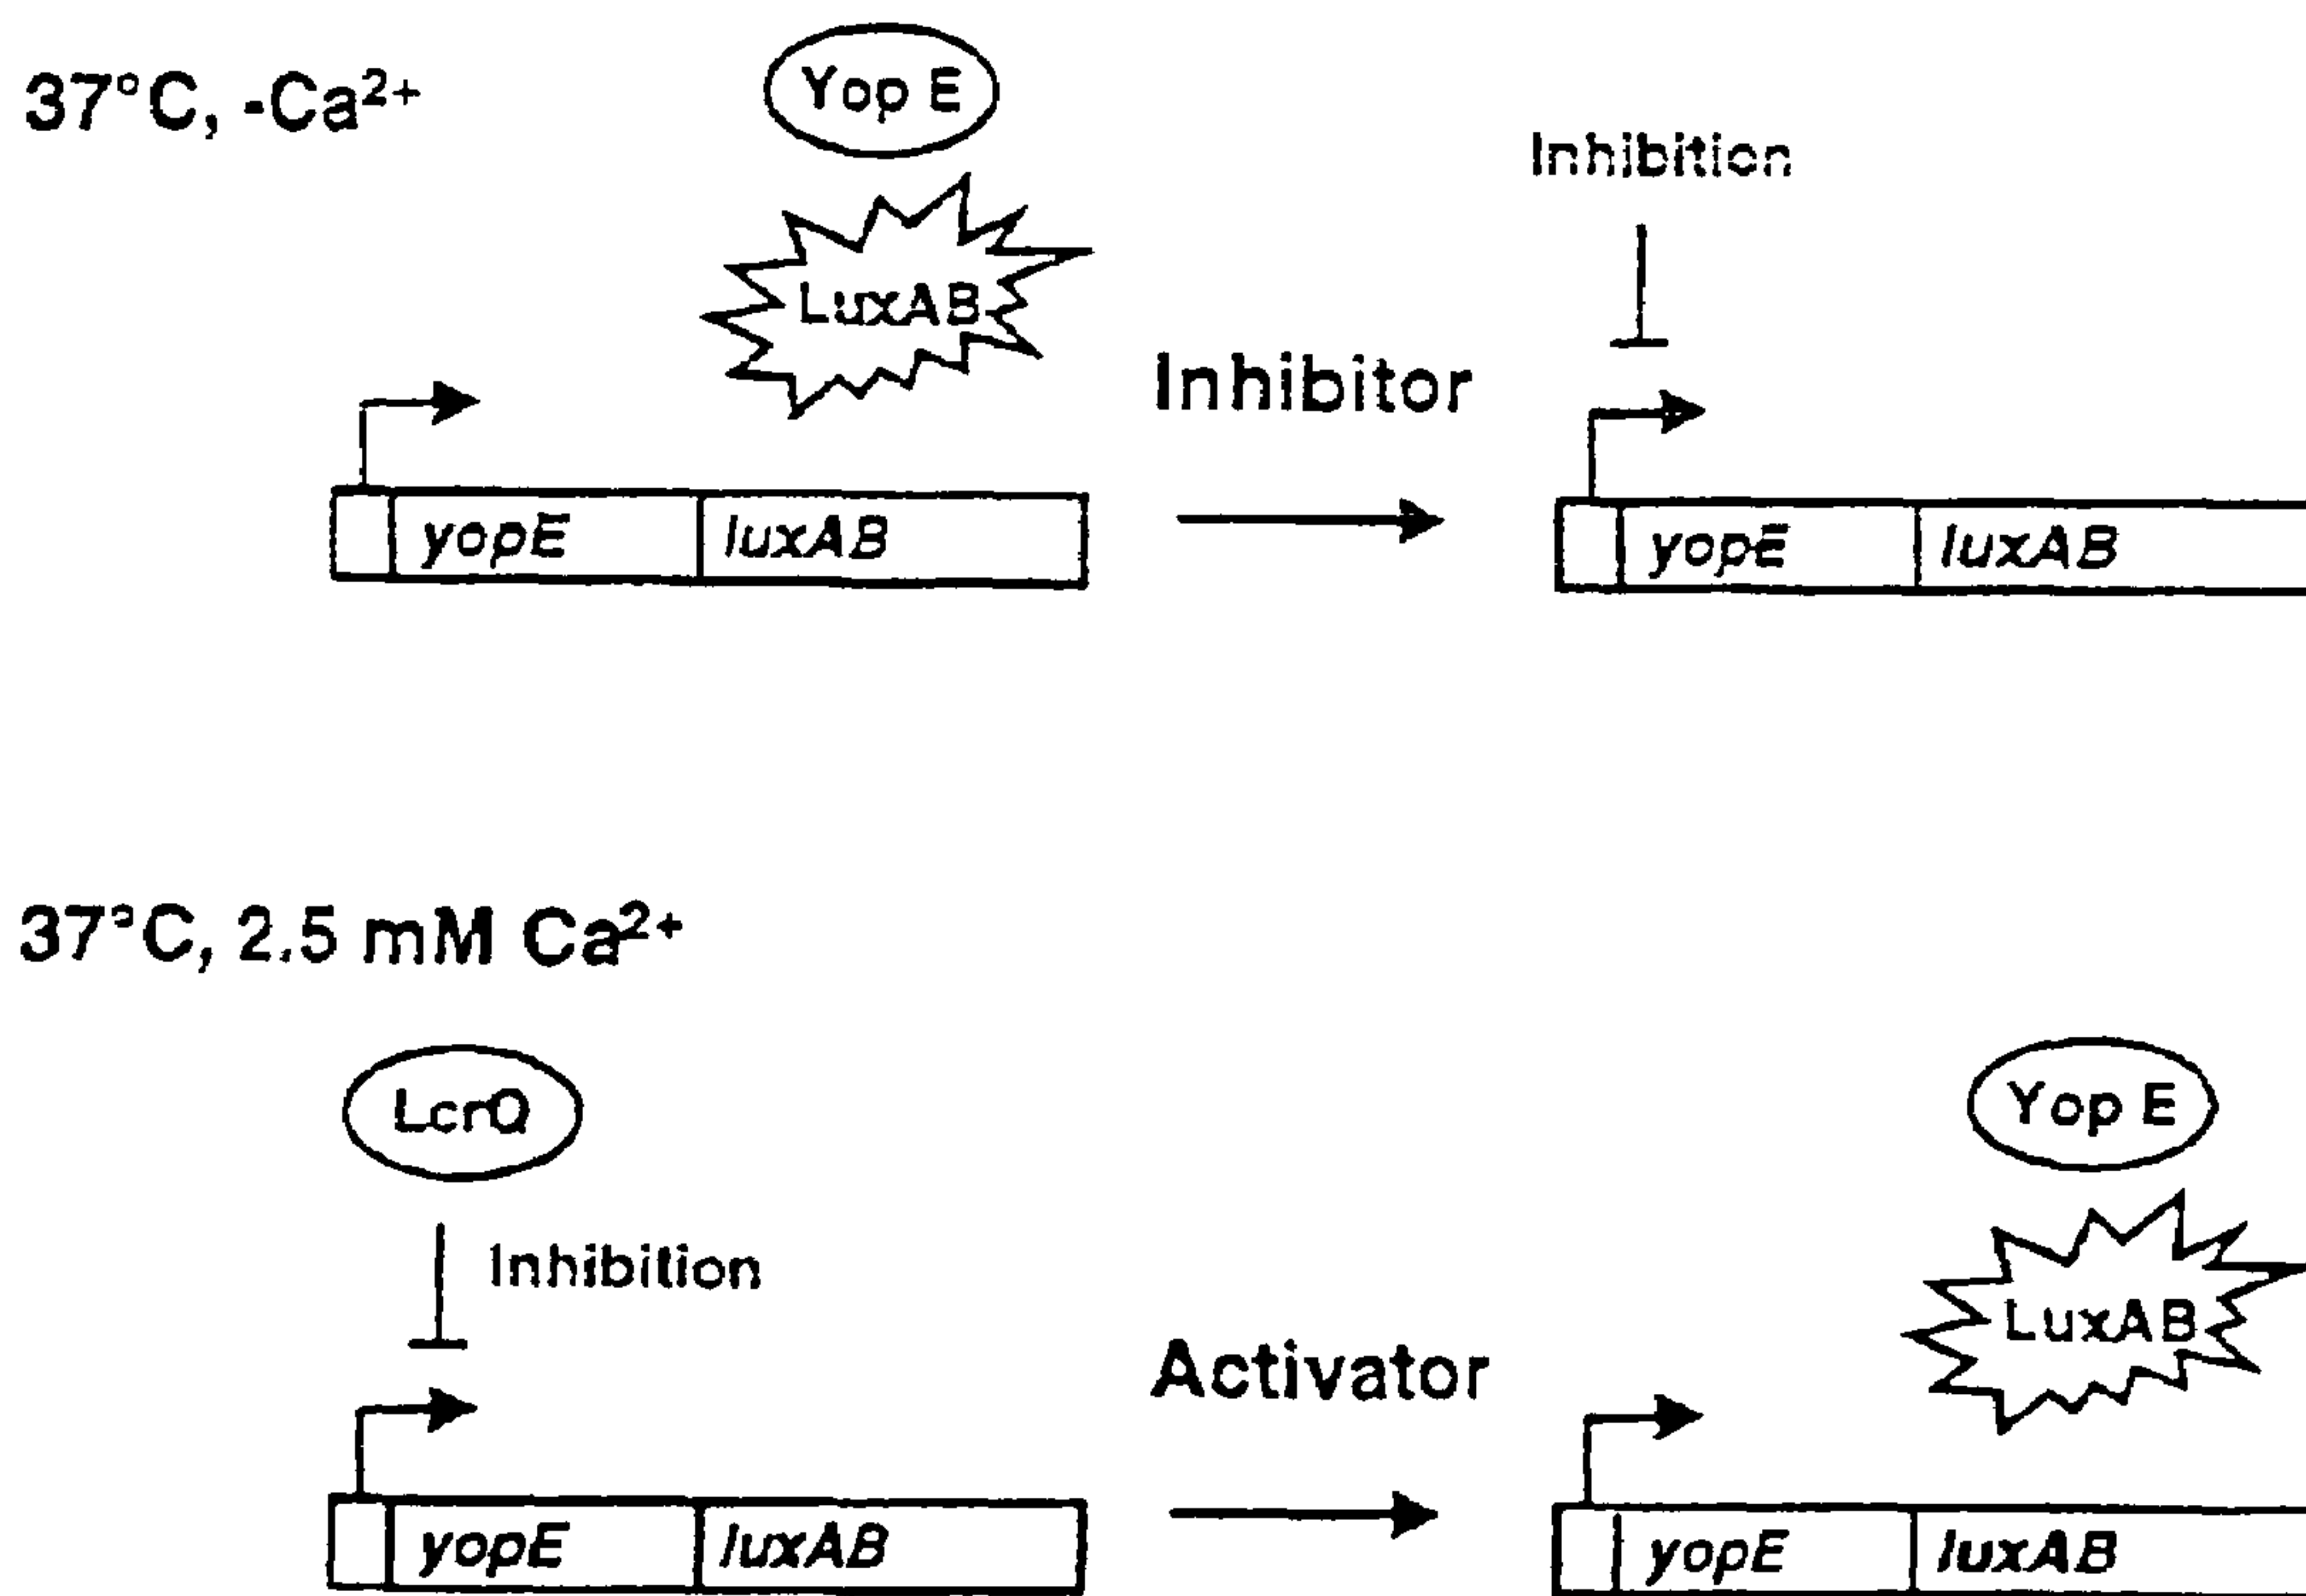 37°C, -Ca²⁺
Yop E
LuxAB
yopE luxAB
Inhibitor
Inhibition
yopE luxAB
37°C, 2.5 mM Ca²⁺
LcrQ
Inhibition
yopE luxAB
Activator
Yop E
LuxAB
yopE luxAB